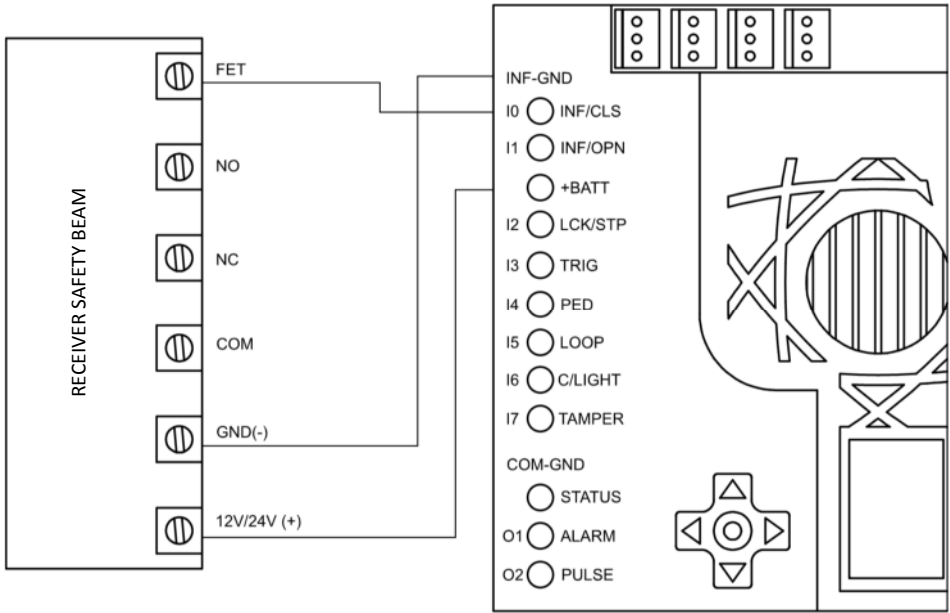 RECEIVER SAFETY BEAM
FET
NO
NC
COM
GND(-)
12V/24V (+)
INF-GND
I0 INF/CLS
I1 INF/OPN
+BATT
I2 LCK/STP
I3 TRIG
I4 PED
I5 LOOP
I6 C/LIGHT
I7 TAMPER
COM-GND
STATUS
O1 ALARM
O2 PULSE